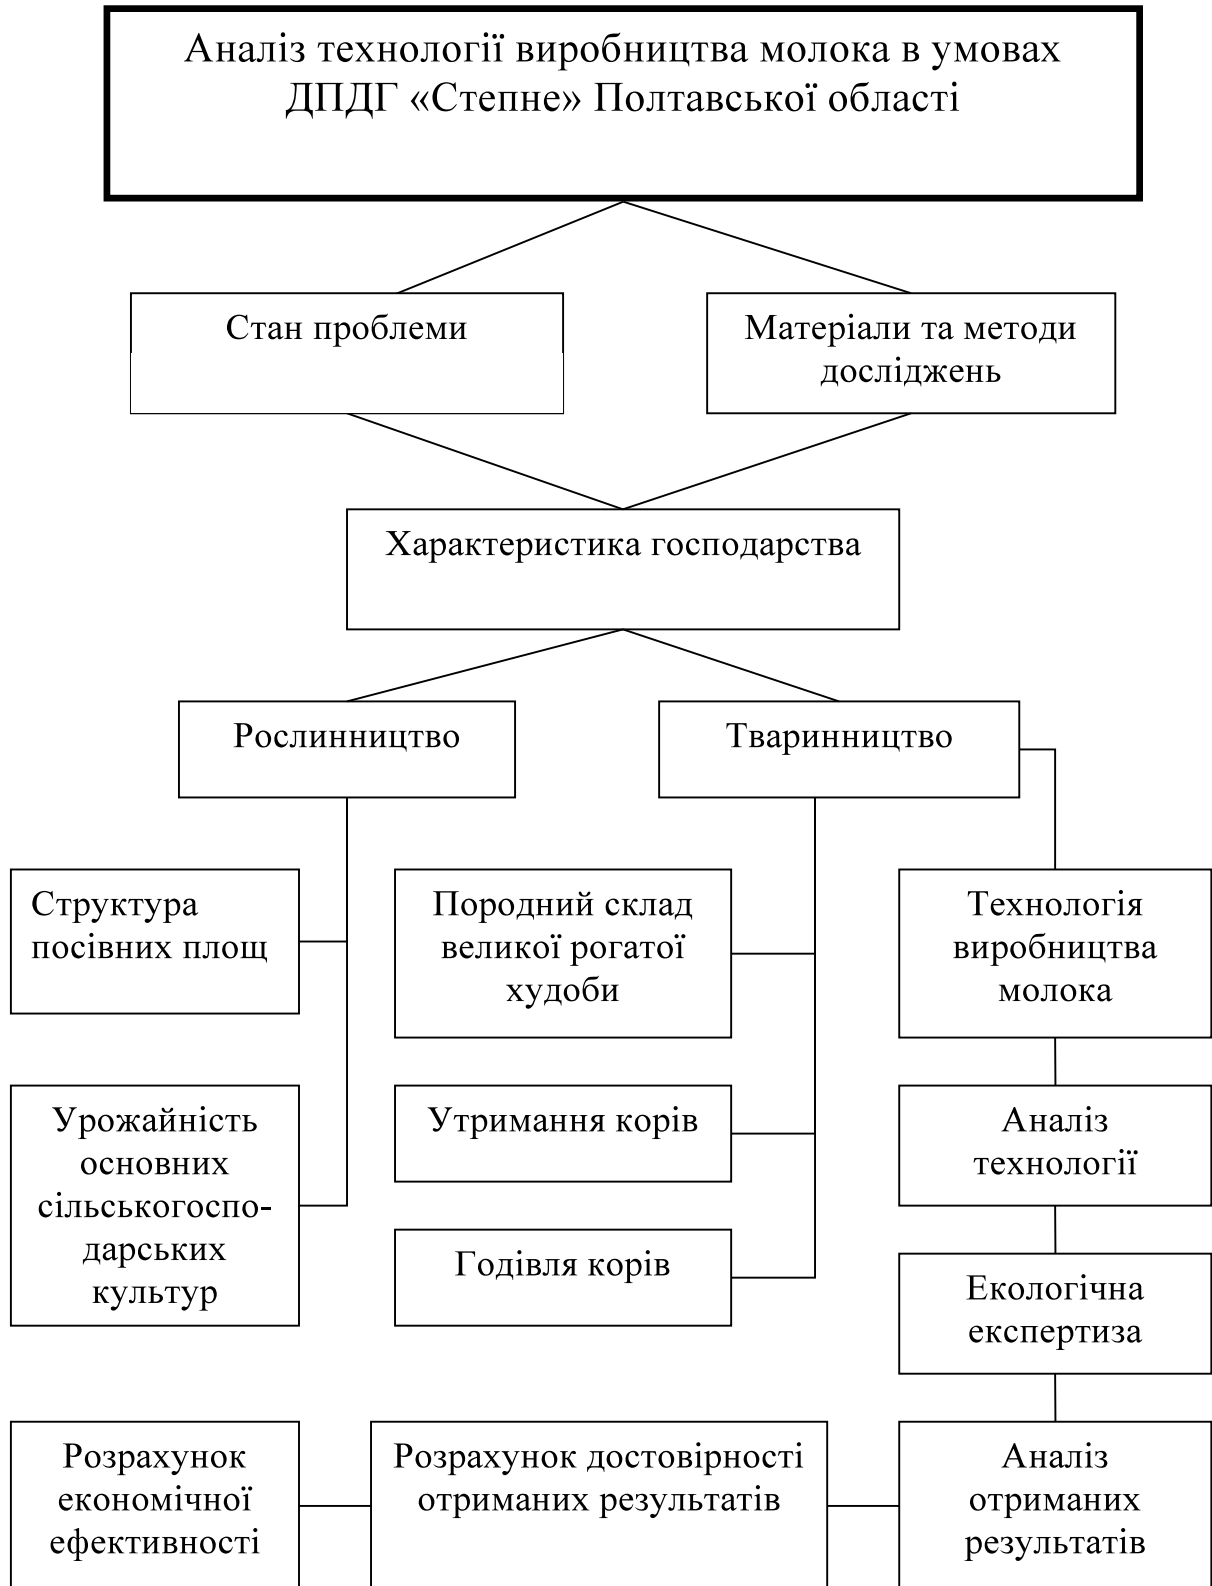 Аналіз технології виробництва молока в умовах
ДПДГ «Степне» Полтавської області
Стан проблеми
Матеріали та методи
досліджень
Характеристика господарства
Рослинництво
Тваринництво
Структура
посівних площ
Породний склад
великої рогатої
худоби
Технологія
виробництва
молока
Урожайність
основних
сільськогоспо-
дарських
культур
Утримання корів
Аналіз
технології
Годівля корів
Екологічна
експертиза
Розрахунок
економічної
ефективності
Розрахунок достовірності
отриманих результатів
Аналіз
отриманих
результатів